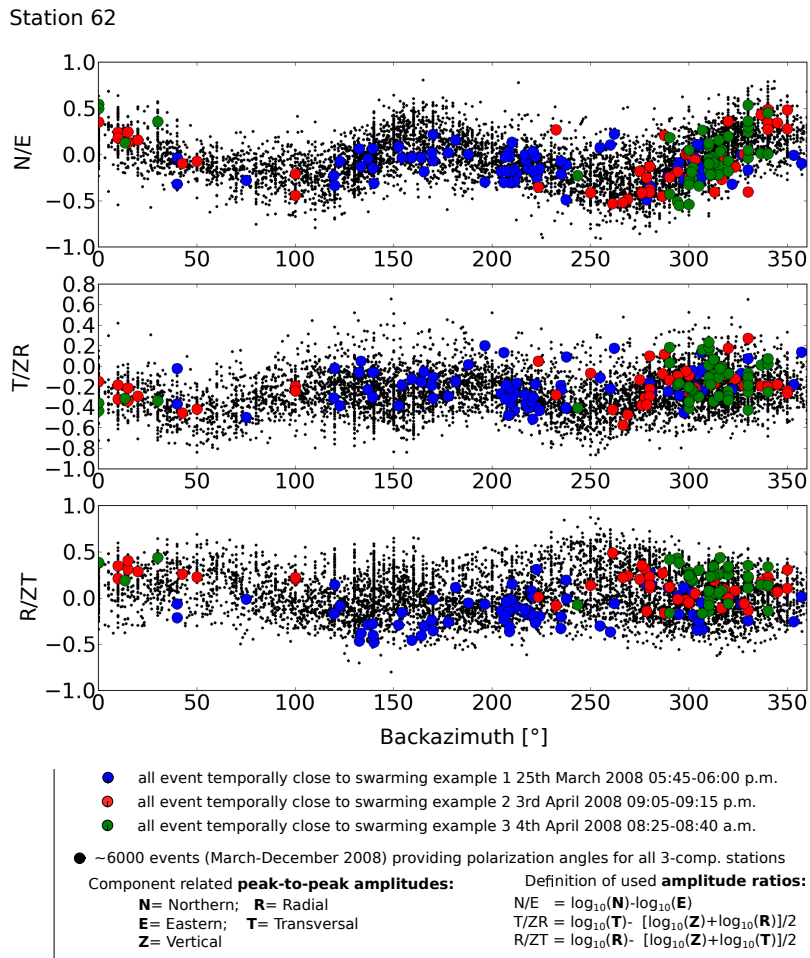 Station 62
1.0
0.5
0.0
−0.5
−1.0
N/E
0 50 100 150 200 250 300 350
0.8
0.6
0.4
0.2
0.0
−0.2
−0.4
−0.6
−0.8
−1.0
T/ZR
0 50 100 150 200 250 300 350
1.0
0.5
0.0
−0.5
−1.0
R/ZT
0 50 100 150 200 250 300 350
Backazimuth [°]
all event temporally close to swarming example 1 25th March 2008 05:45-06:00 p.m.
all event temporally close to swarming example 2 3rd April 2008 09:05-09:15 p.m.
all event temporally close to swarming example 3 4th April 2008 08:25-08:40 a.m.
~6000 events (March-December 2008) providing polarization angles for all 3-comp. stations
Component related peak-to-peak amplitudes:
N= Northern; R= Radial
E= Eastern; T= Transversal
Z= Vertical
Definition of used amplitude ratios:
N/E = log10(N)-log10(E)
T/ZR = log10(T)- [log10(Z)+log10(R)]/2
R/ZT = log10(R)- [log10(Z)+log10(T)]/2